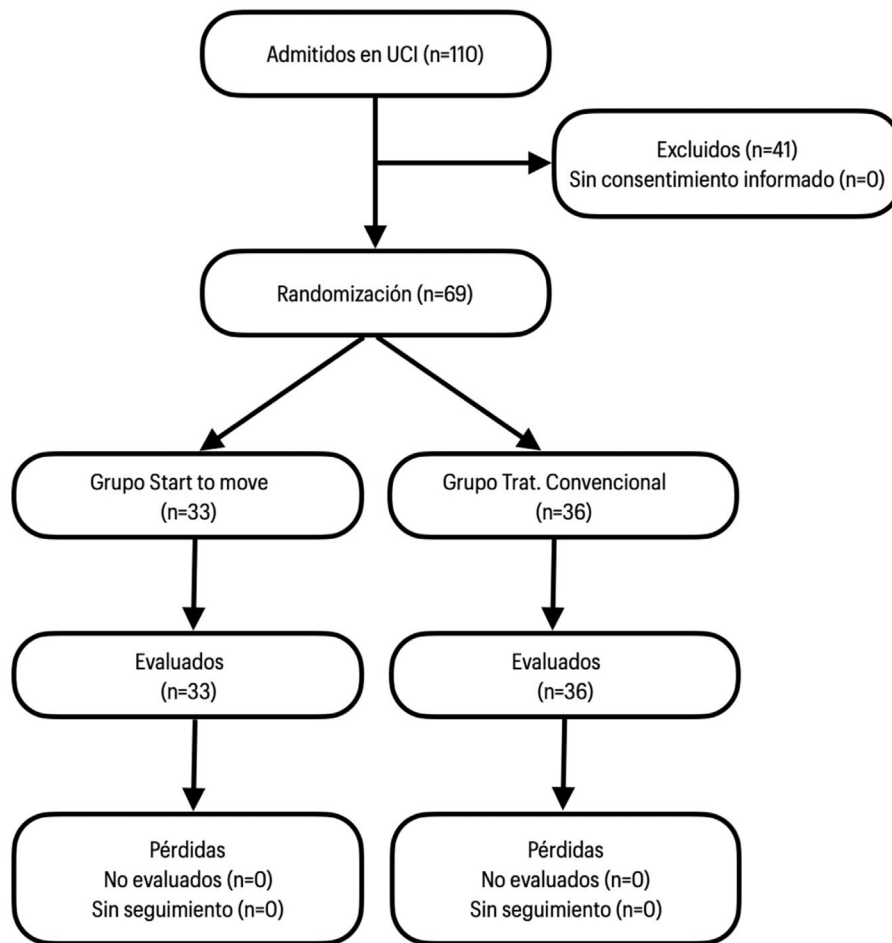 Admitidos en UCI (n=110)
Excluidos (n=41)
Sin consentimiento informado (n=0)
Randomización (n=69)
Grupo Start to move
(n=33)
Grupo Trat. Convencional
(n=36)
Evaluados
(n=33)
Evaluados
(n=36)
Pérdidas
No evaluados (n=0)
Sin seguimiento (n=0)
Pérdidas
No evaluados (n=0)
Sin seguimiento (n=0)